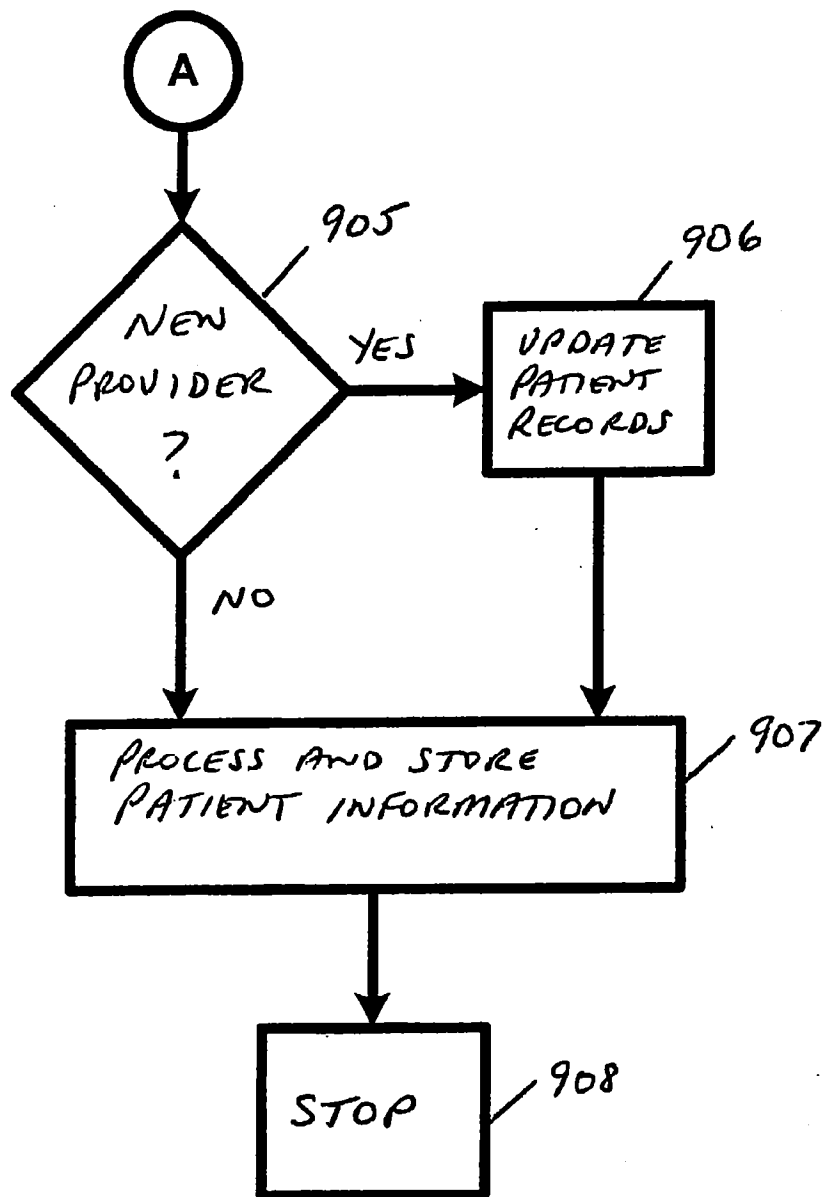 A
905
NEW
PROVIDER
?
YES
906
UPDATE
PATIENT
RECORDS
NO
907
PROCESS AND STORE
PATIENT INFORMATION
908
STOP